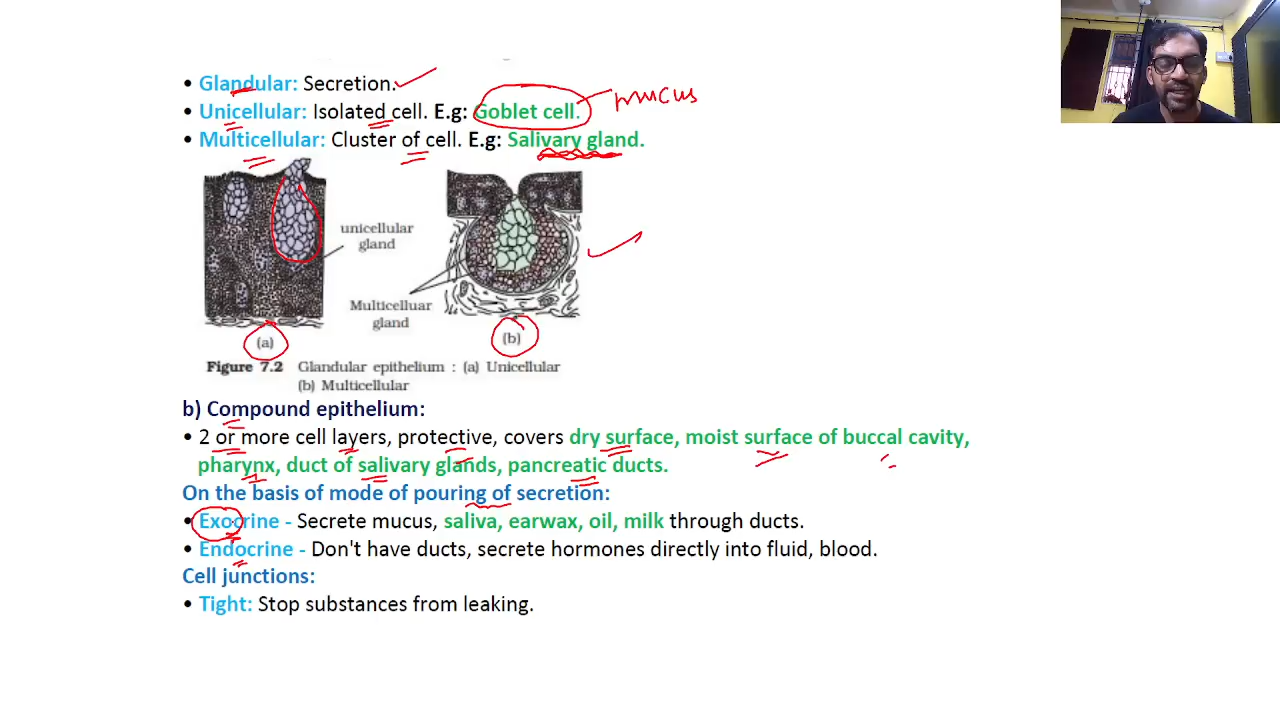 • Glandular: Secretion.
• Unicellular: Isolated cell. E.g: Goblet cell. mucus
• Multicellular: Cluster of cell. E.g: Salivary gland.
unicellular
gland
Multicelluar
gland
(a)
(b)
Figure 7.2 Glandular epithelium : (a) Unicellular
(b) Multicellular
b) Compound epithelium:
• 2 or more cell layers, protective, covers dry surface, moist surface of buccal cavity,
pharynx, duct of salivary glands, pancreatic ducts.
On the basis of mode of pouring of secretion:
• Exocrine - Secrete mucus, saliva, earwax, oil, milk through ducts.
• Endocrine - Don't have ducts, secrete hormones directly into fluid, blood.
Cell junctions:
• Tight: Stop substances from leaking.